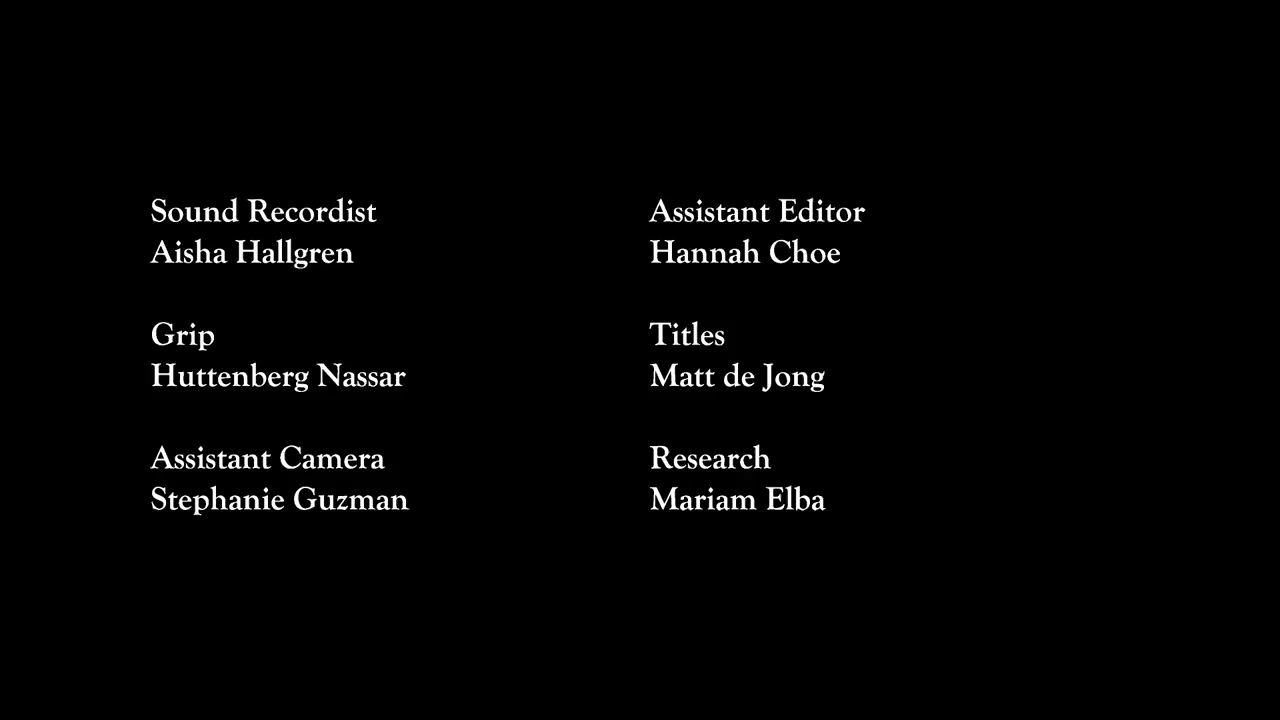 Sound Recordist
Aisha Hallgren
Grip
Huttenberg Nassar
Assistant Camera
Stephanie Guzman
Assistant Editor
Hannah Choe
Titles
Matt de Jong
Research
Mariam Elba